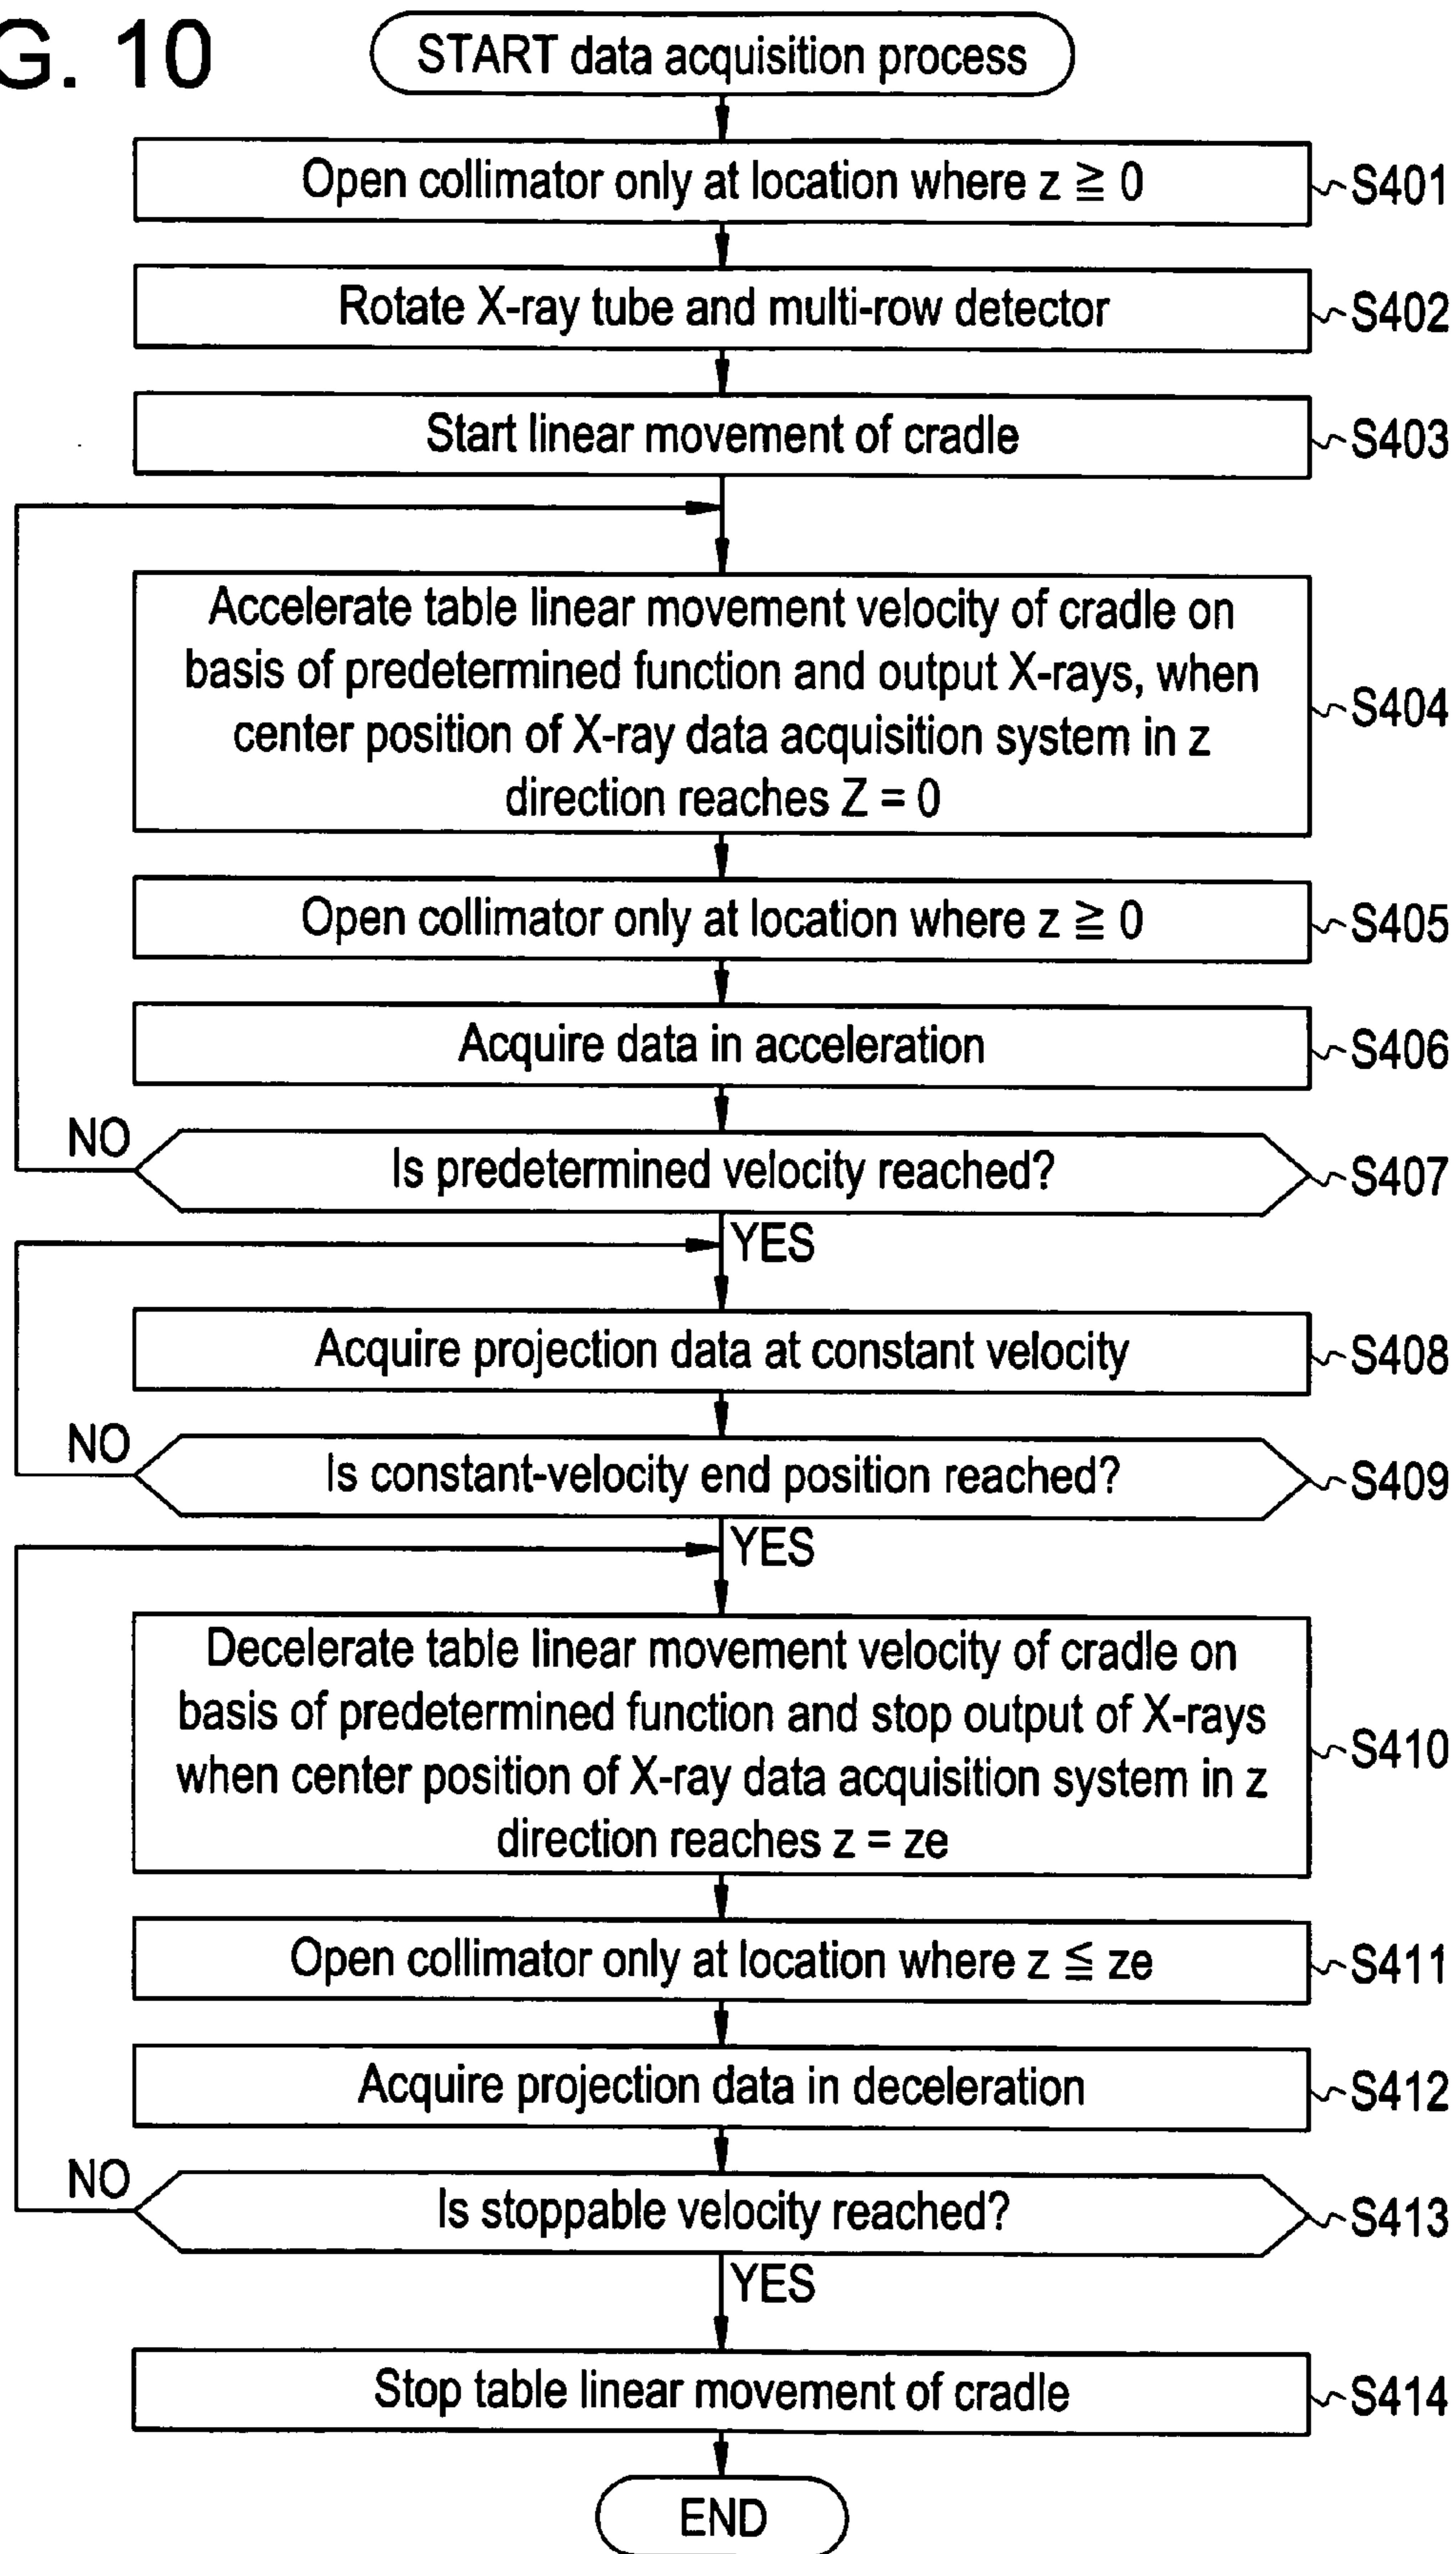 G. 10
START data acquisition process
Open collimator only at location where z ≧ 0
S401
Rotate X-ray tube and multi-row detector
S402
Start linear movement of cradle
S403
Accelerate table linear movement velocity of cradle on
basis of predetermined function and output X-rays, when
center position of X-ray data acquisition system in z
direction reaches Z = 0
S404
Open collimator only at location where z ≧ 0
S405
Acquire data in acceleration
S406
NO
Is predetermined velocity reached?
S407
YES
Acquire projection data at constant velocity
S408
NO
Is constant-velocity end position reached?
S409
YES
Decelerate table linear movement velocity of cradle on
basis of predetermined function and stop output of X-rays
when center position of X-ray data acquisition system in z
direction reaches z = ze
S410
Open collimator only at location where z ≦ ze
S411
Acquire projection data in deceleration
S412
NO
Is stoppable velocity reached?
S413
YES
Stop table linear movement of cradle
S414
END